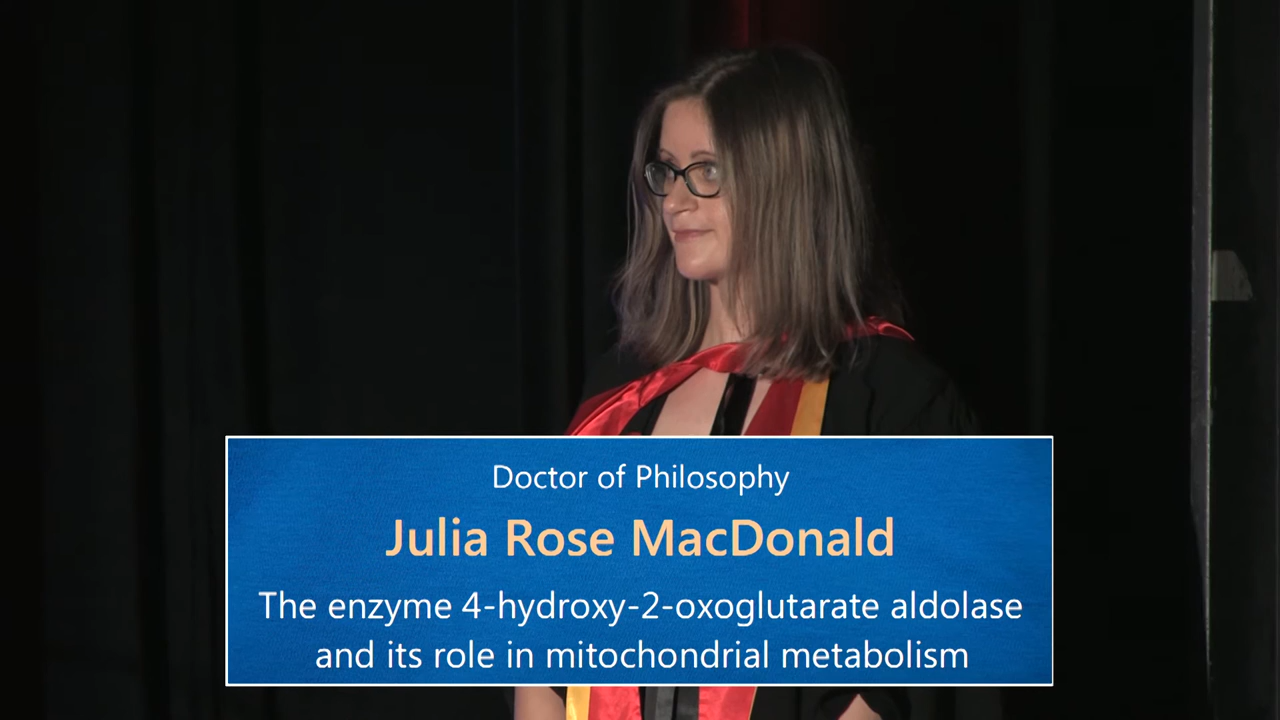 Doctor of Philosophy
Julia Rose MacDonald
The enzyme 4-hydroxy-2-oxoglutarate aldolase
and its role in mitochondrial metabolism